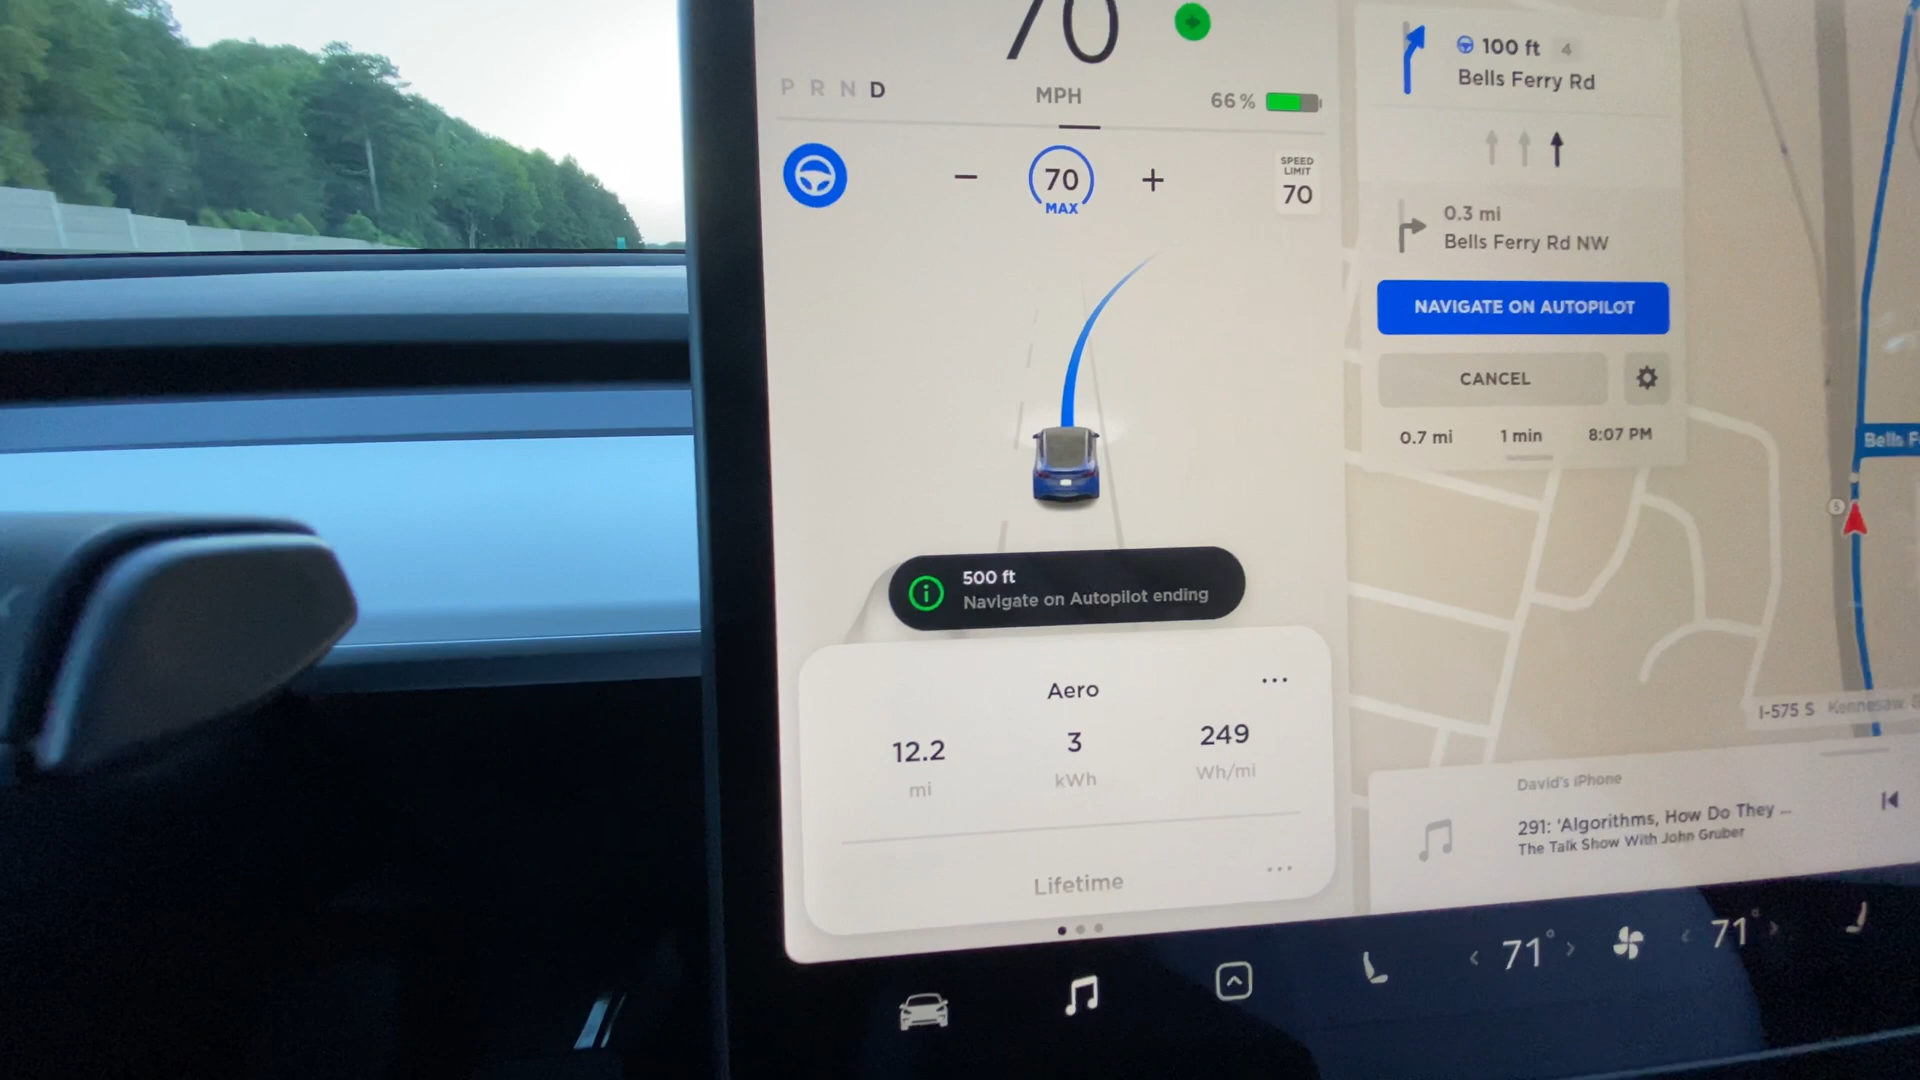 70
P R N D
MPH
66 %
70
MAX
SPEED
LIMIT
70
500 ft
Navigate on Autopilot ending
Aero
12.2
mi
3
kWh
249
Wh/mi
Lifetime
100 ft 4
Bells Ferry Rd
0.3 mi
Bells Ferry Rd NW
NAVIGATE ON AUTOPILOT
CANCEL
0.7 mi 1 min 8:07 PM
Bells F
5
I-575 S Kennesaw
David's iPhone
291: 'Algorithms, How Do They ...
The Talk Show With John Gruber
< 71° >
< 71° >